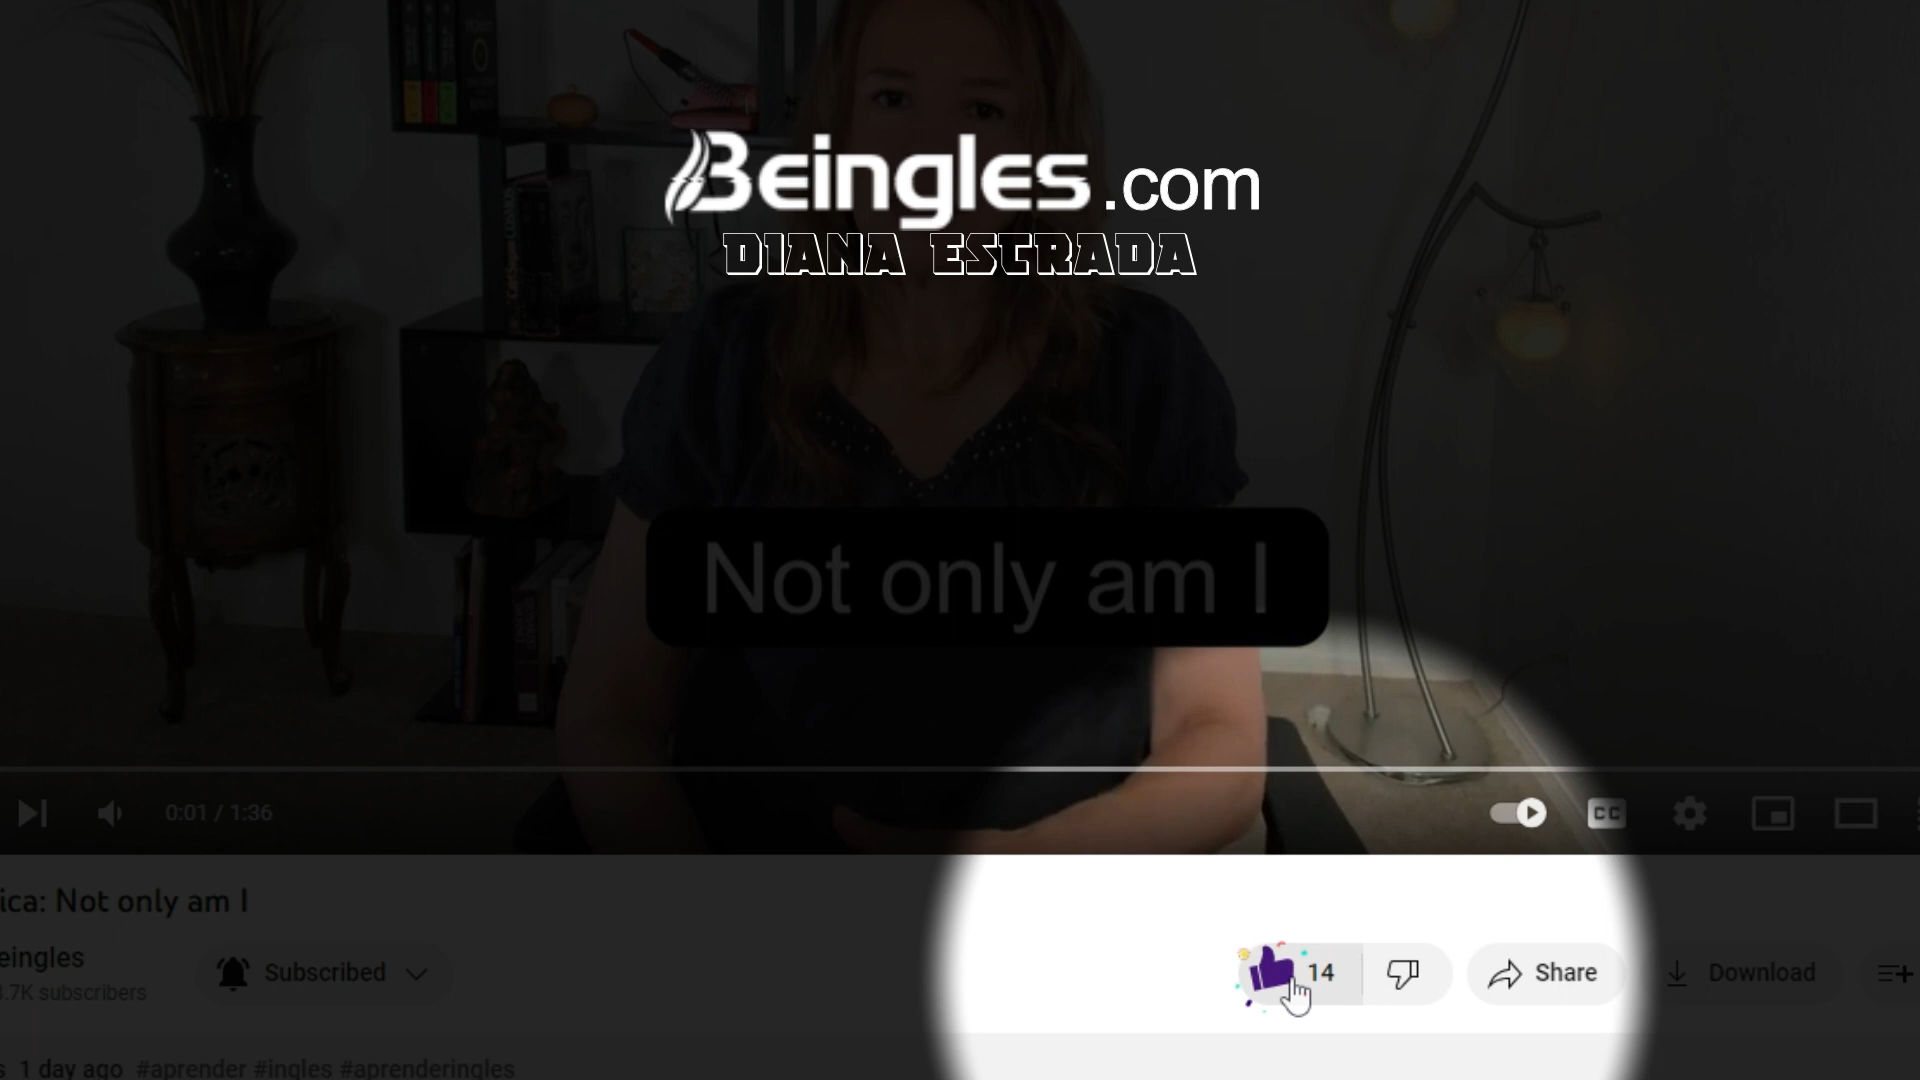 Beingles.com
DIANA ESTRADA
Not only am I
0:01 / 1:36
CC
ica: Not only am I
eingles
Subscribed
14
Share
Download
.7K subscribers
1 day ago #aprender #ingles #aprenderingles